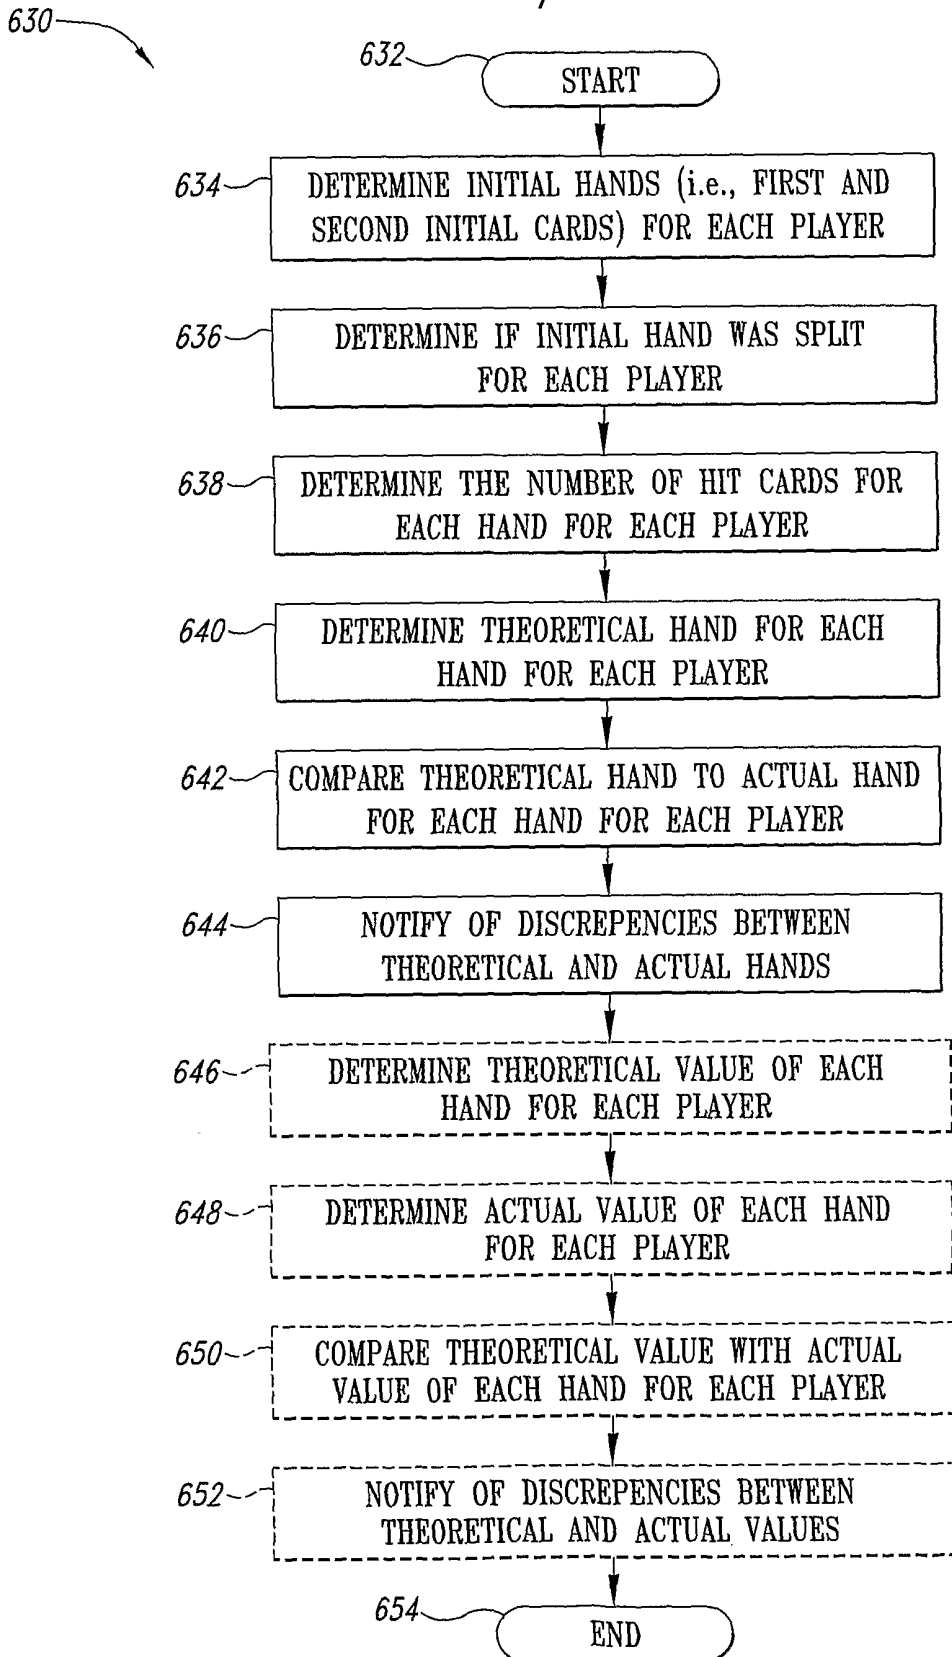 630
632
START
634
DETERMINE INITIAL HANDS (i.e., FIRST AND
SECOND INITIAL CARDS) FOR EACH PLAYER
636
DETERMINE IF INITIAL HAND WAS SPLIT
FOR EACH PLAYER
638
DETERMINE THE NUMBER OF HIT CARDS FOR
EACH HAND FOR EACH PLAYER
640
DETERMINE THEORETICAL HAND FOR EACH
HAND FOR EACH PLAYER
642
COMPARE THEORETICAL HAND TO ACTUAL HAND
FOR EACH HAND FOR EACH PLAYER
644
NOTIFY OF DISCREPENCIES BETWEEN
THEORETICAL AND ACTUAL HANDS
646
DETERMINE THEORETICAL VALUE OF EACH
HAND FOR EACH PLAYER
648
DETERMINE ACTUAL VALUE OF EACH HAND
FOR EACH PLAYER
650
COMPARE THEORETICAL VALUE WITH ACTUAL
VALUE OF EACH HAND FOR EACH PLAYER
652
NOTIFY OF DISCREPENCIES BETWEEN
THEORETICAL AND ACTUAL VALUES
654
END